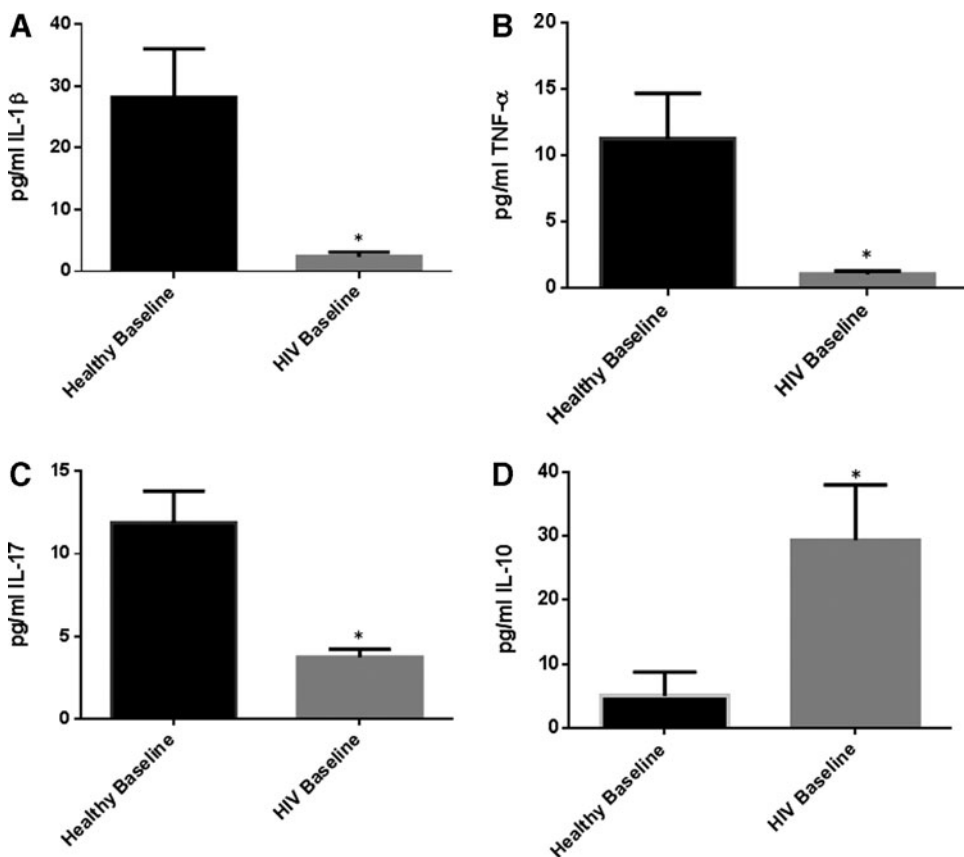 A
pg/ml IL-1β
40
30
20
10
0
*
Healthy Baseline
HIV Baseline
B
pg/ml TNF-α
20
15
10
5
0
*
Healthy Baseline
HIV Baseline
C
pg/ml IL-17
15
10
5
0
*
Healthy Baseline
HIV Baseline
D
pg/ml IL-10
40
30
20
10
0
*
Healthy Baseline
HIV Baseline